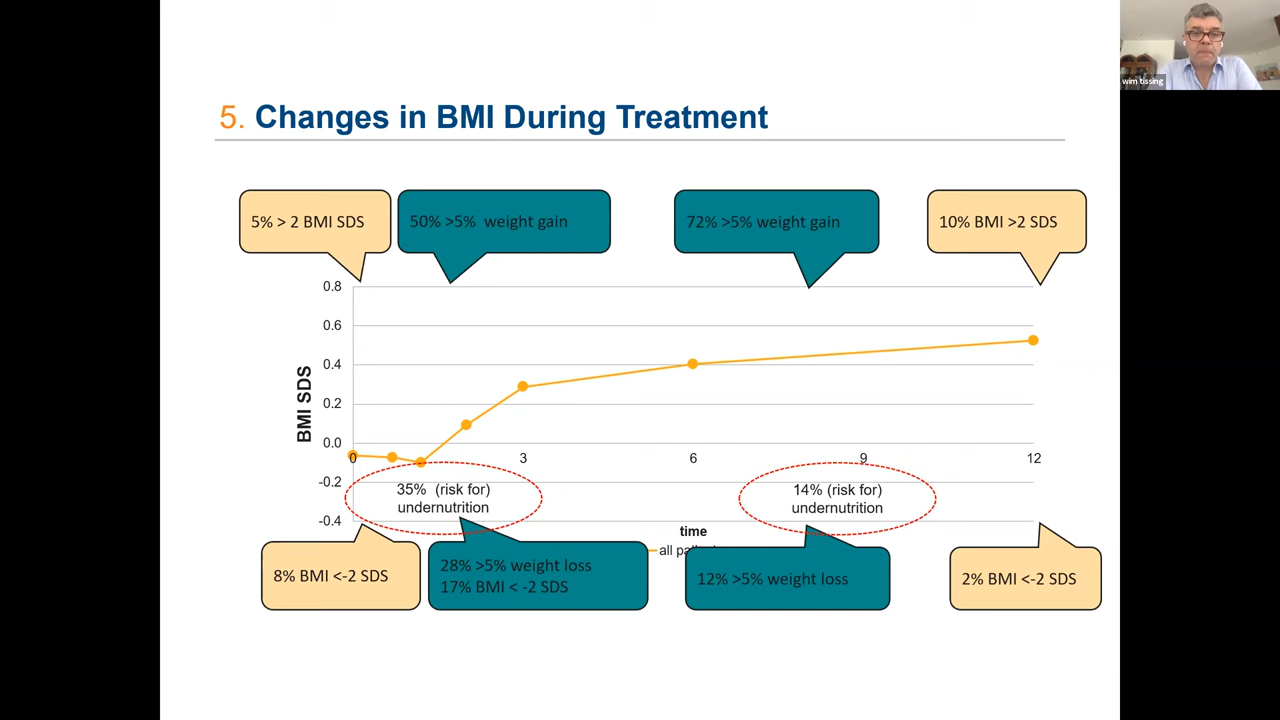 wim tissing
5. Changes in BMI During Treatment
5% > 2 BMI SDS
50% >5% weight gain
72% >5% weight gain
10% BMI >2 SDS
0.8
0.6
0.4
0.2
0.0
-0.2
-0.4
BMI SDS
0
3
6
9
12
35% (risk for)
undernutrition
14% (risk for)
undernutrition
time
all
8% BMI <-2 SDS
28% >5% weight loss
17% BMI < -2 SDS
12% >5% weight loss
2% BMI <-2 SDS